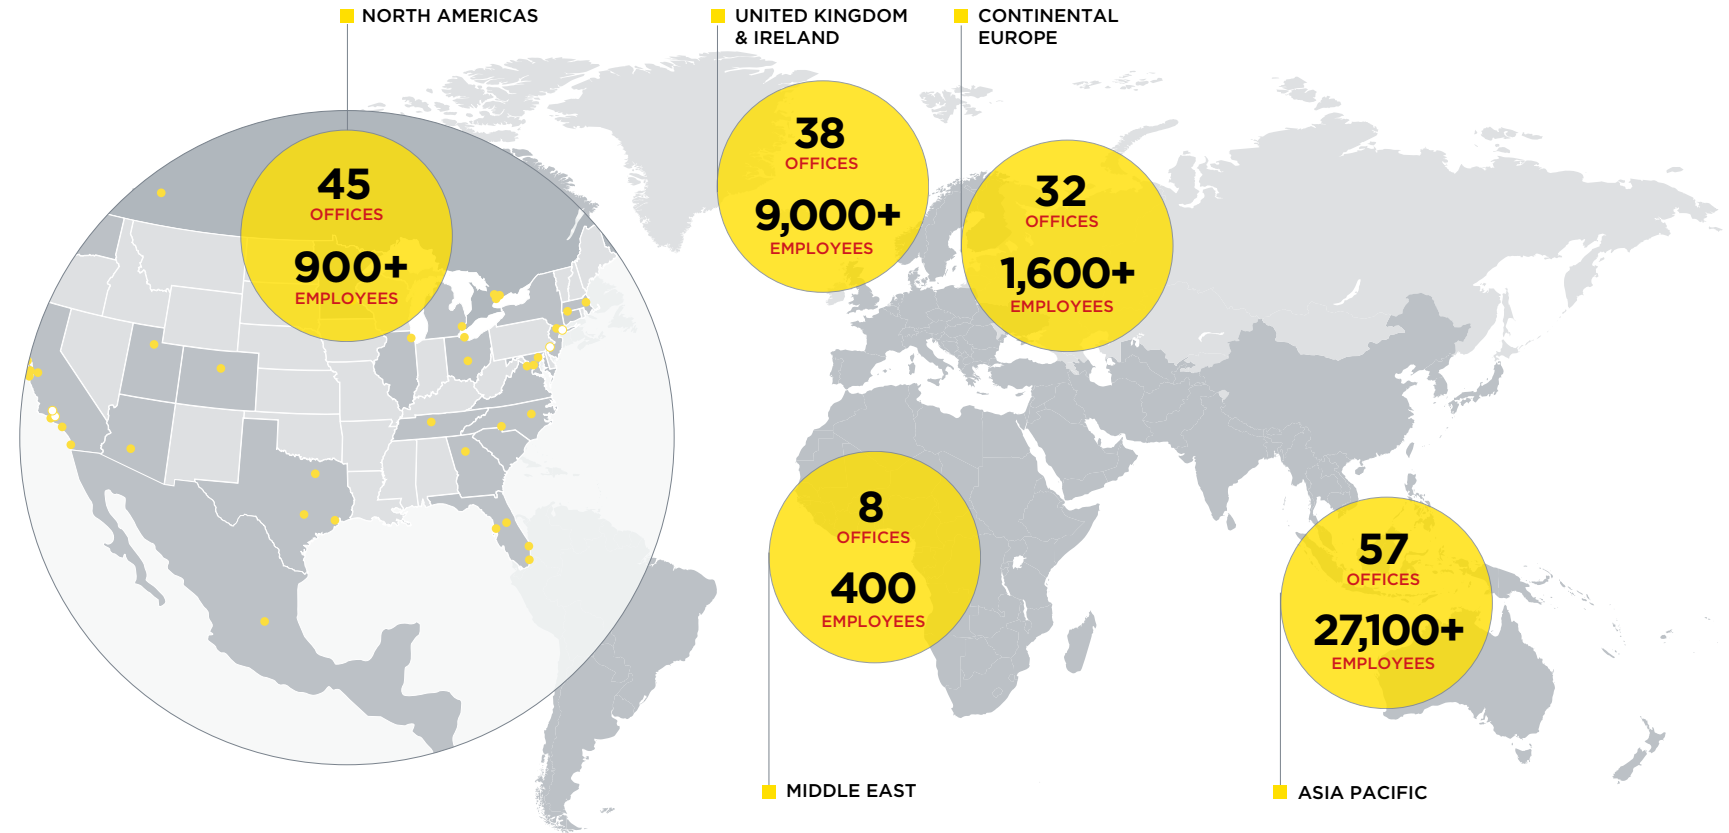 NORTH AMERICAS
45
OFFICES
900+
EMPLOYEES
UNITED KINGDOM
& IRELAND
38
OFFICES
9,000+
EMPLOYEES
CONTINENTAL
EUROPE
32
OFFICES
1,600+
EMPLOYEES
8
OFFICES
400
EMPLOYEES
MIDDLE EAST
57
OFFICES
27,100+
EMPLOYEES
ASIA PACIFIC